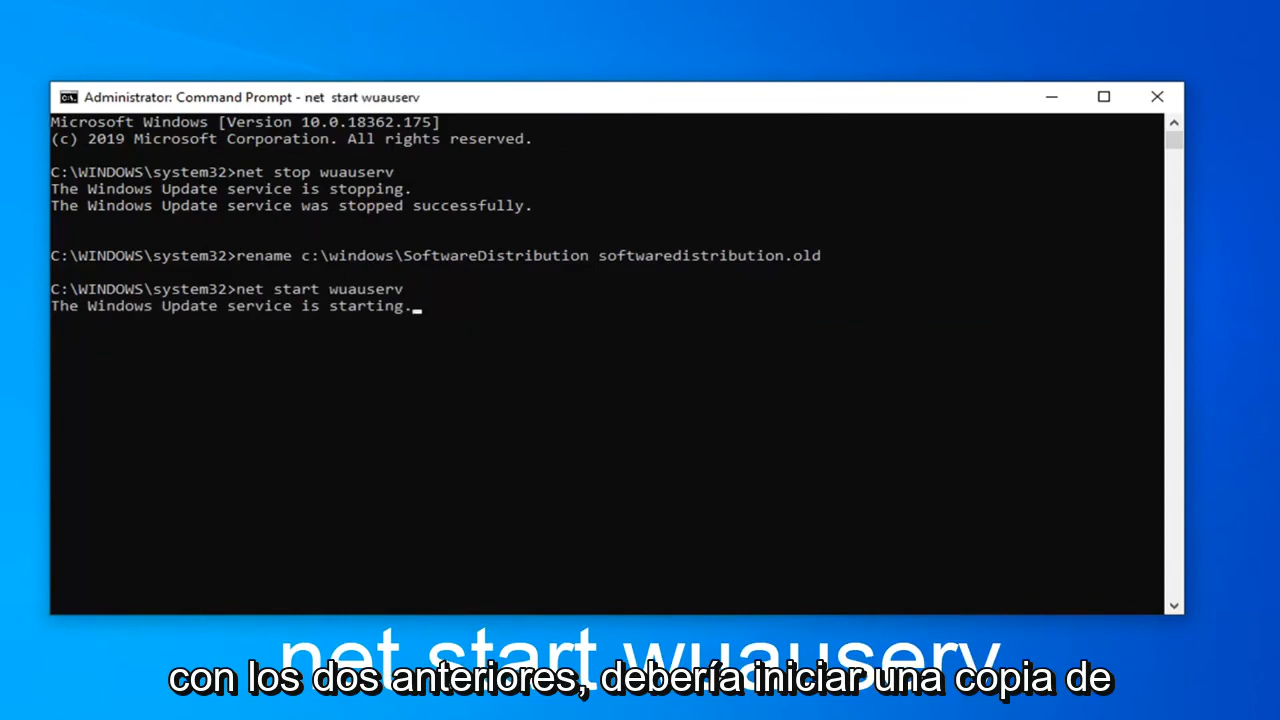 Administrator: Command Prompt - net  start wuauserv
Microsoft Windows [Version 10.0.18362.175]
(c) 2019 Microsoft Corporation. All rights reserved.
C:\WINDOWS\system32>net stop wuauserv
The Windows Update service is stopping.
The Windows Update service was stopped successfully.
C:\WINDOWS\system32>rename c:\windows\SoftwareDistribution softwaredistribution.old
C:\WINDOWS\system32>net start wuauserv
The Windows Update service is starting.
net start wuauserv
con los dos anteriores, debería iniciar una copia de